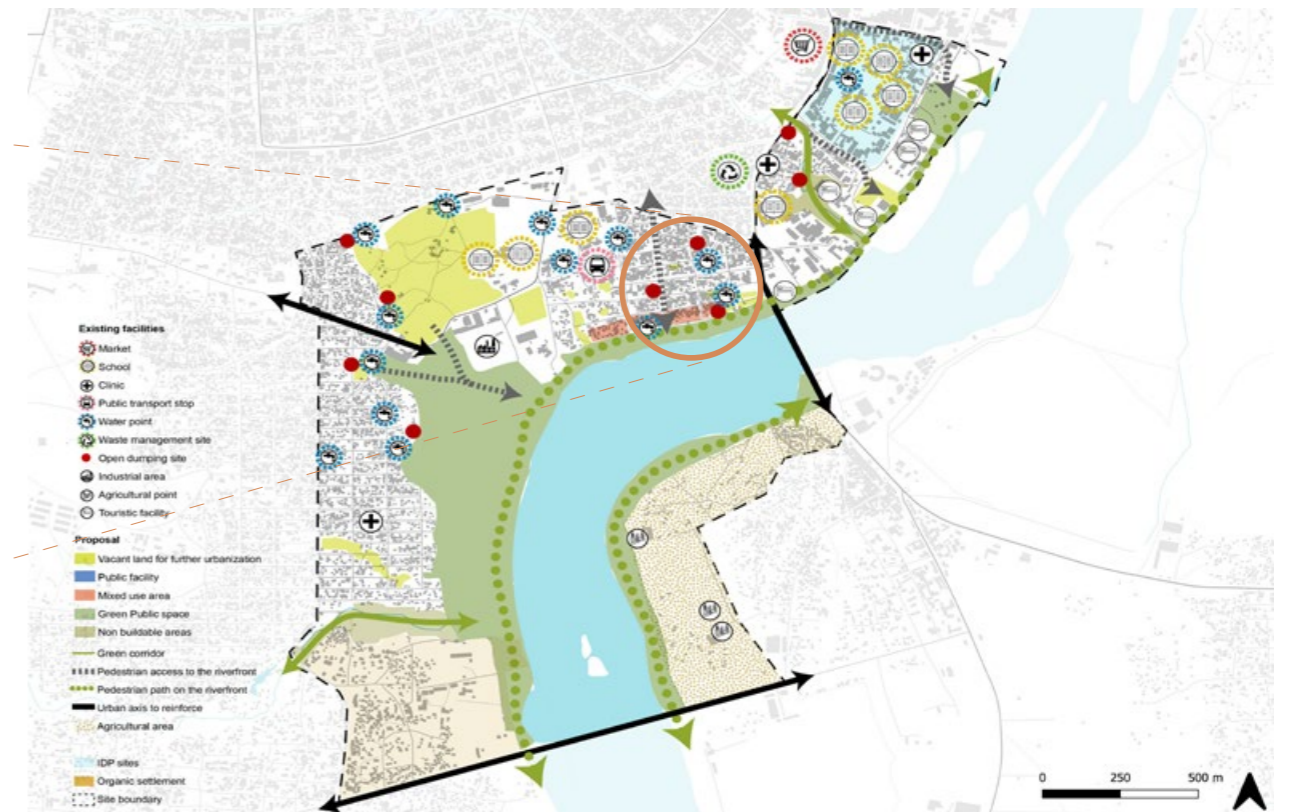 Existing facilities
Market
School
Clinic
Public transport stop
Water point
Waste management site
Open dumping site
Industrial area
Agricultural point
Touristic facility
Proposal
Vacant land for further urbanization
Public facility
Mixed use area
Green Public space
Non buildable areas
Green corridor
Pedestrian access to the riverfront
Pedestrian path on the riverfront
Urban axis to reinforce
Agricultural area
IDP sites
Organic settlement
Site boundary
0 250 500 m